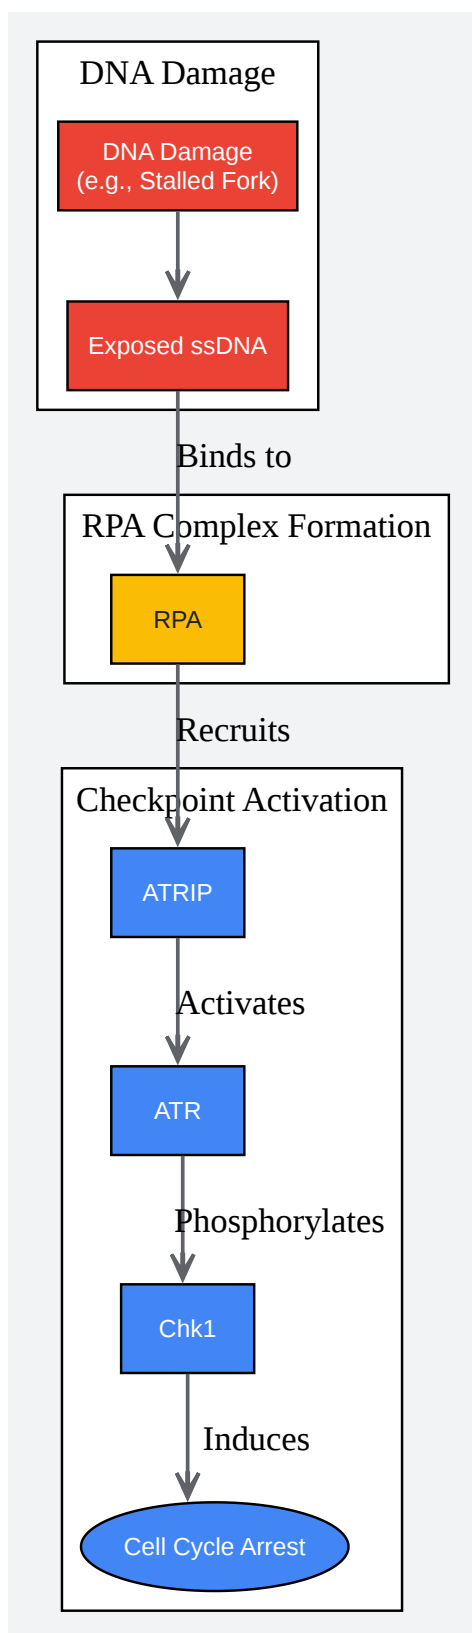 DNA Damage
DNA Damage
(e.g., Stalled Fork)
Exposed ssDNA
Binds to
RPA Complex Formation
RPA
Recruits
Checkpoint Activation
ATRIP
Activates
ATR
Phosphorylates
Chk1
Induces
Cell Cycle Arrest